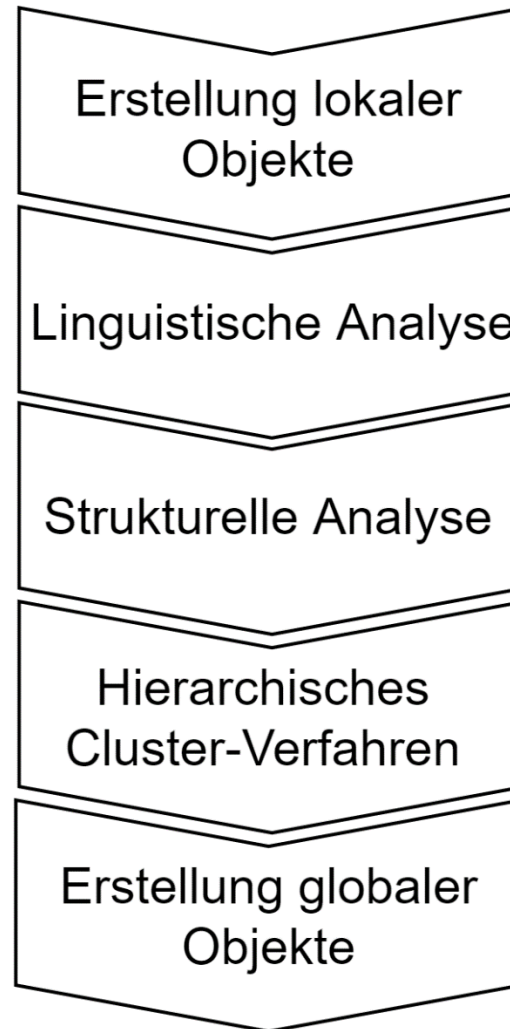 Erstellung lokaler
Objekte
Linguistische Analyse
Strukturelle Analyse
Hierarchisches
Cluster-Verfahren
Erstellung globaler
Objekte